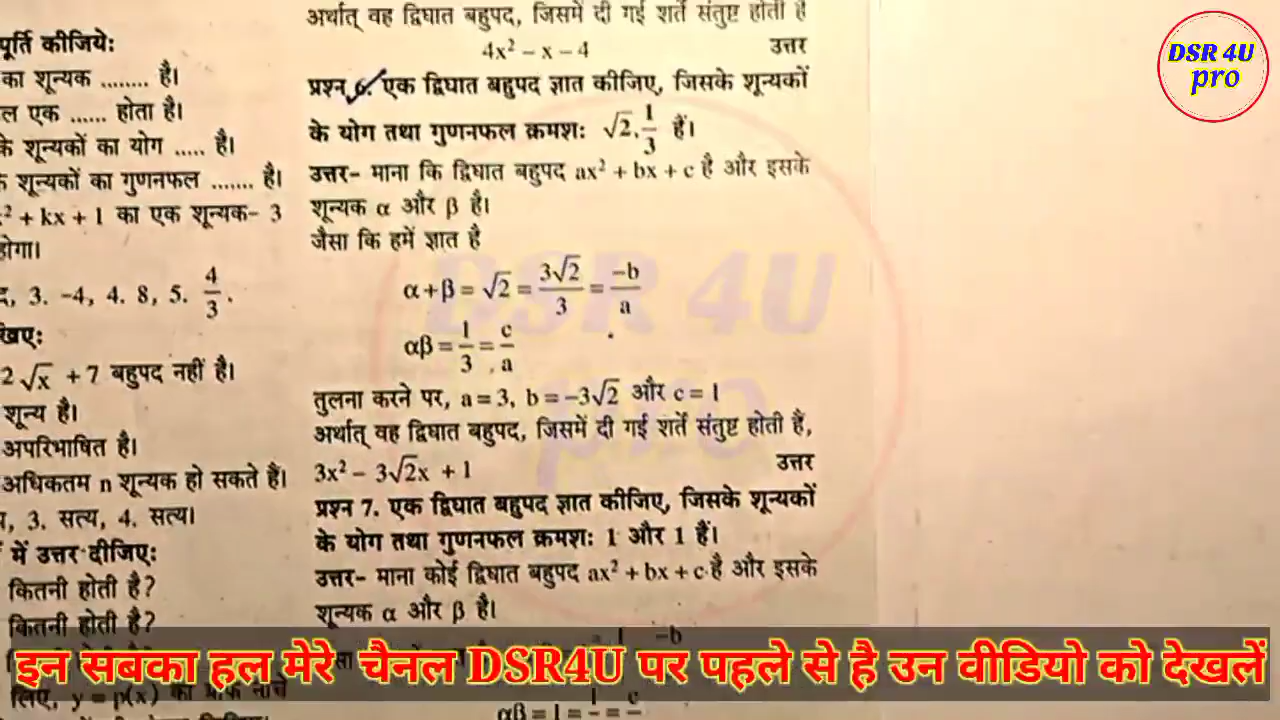 पूर्ति कीजियेः
का शून्यक ........ है।
ल एक ...... होता है।
के शून्यकों का योग ..... है।
शून्यकों का गुणनफल ....... है।
² + kx + 1 का एक शून्यक- 3
होगा।
3. -4, 4. 8, 5. 4/3 .
2√x + 7 बहुपद नहीं है।
शून्य है।
अपरिभाषित है।
अधिकतम n शून्यक हो सकते हैं।
3. सत्य, 4. सत्य।
में उत्तर दीजिएः
कितनी होती है?
कितनी होती है?
लिए, y = p(x) का ग्राफ नीचे
अर्थात् वह द्विघात बहुपद, जिसमें दी गई शर्तें संतुष्ट होती हैं
4x² – x – 4 उत्तर
प्रश्न 6. एक द्विघात बहुपद ज्ञात कीजिए, जिसके शून्यकों
के योग तथा गुणनफल क्रमशः √2, 1/3 हैं।
उत्तर- माना कि द्विघात बहुपद ax² + bx + c है और इसके
शून्यक α और β है।
जैसा कि हमें ज्ञात है
α + β = √2 = 3√2/3 = -b/a
αβ = 1/3 = c/a
तुलना करने पर, a = 3, b = –3√2 और c = 1
अर्थात् वह द्विघात बहुपद, जिसमें दी गई शर्तें संतुष्ट होती हैं,
3x² – 3√2x + 1 उत्तर
प्रश्न 7. एक द्विघात बहुपद ज्ञात कीजिए, जिसके शून्यकों
के योग तथा गुणनफल क्रमशः 1 और 1 हैं।
उत्तर- माना कोई द्विघात बहुपद ax² + bx + c है और इसके
शून्यक α और β है।
αβ = 1 = 1 = c
DSR 4U
pro
DSR 4U
pro
इन सबका हल मेरे चैनल DSR4U पर पहले से है उन वीडियो को देखलें